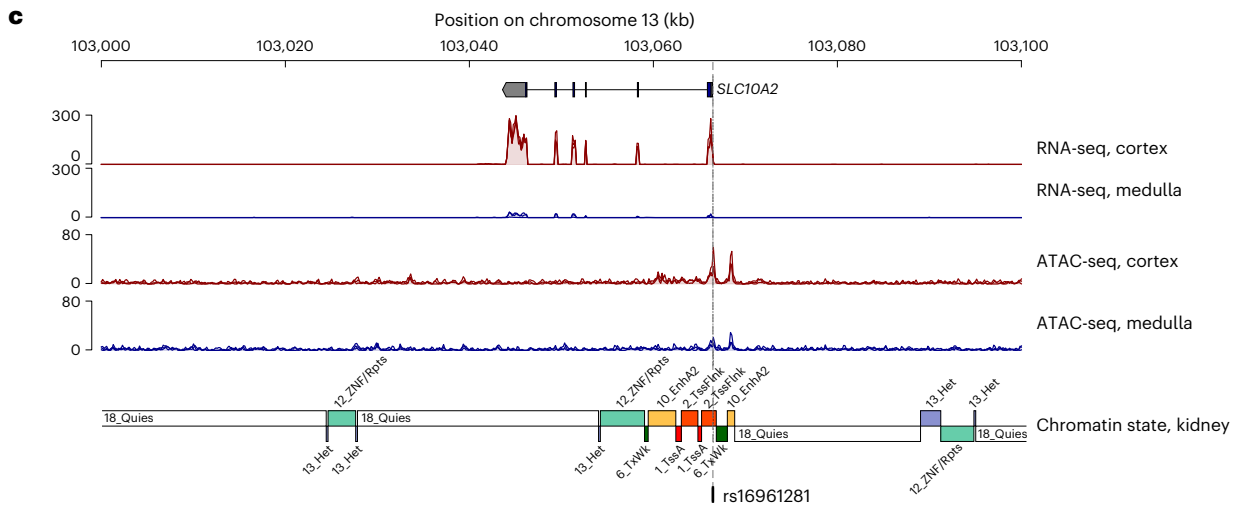 c
Position on chromosome 13 (kb)
103,000 103,020 103,040 103,060 103,080 103,100
SLC10A2
300
0
RNA-seq, cortex
300
0
RNA-seq, medulla
80
0
ATAC-seq, cortex
80
0
ATAC-seq, medulla
12_ZNF/Rpts 12_ZNF/Rpts 10_EnhA2 2_TssFlnk 2_TssFlnk 10_EnhA2 13_Het 13_Het
18_Quies 18_Quies 18_Quies 18_Quies
Chromatin state, kidney
13_Het 13_Het 13_Het 6_TxWk 1_TssA 1_TssA 6_TxWk 12_ZNF/Rpts
rs16961281